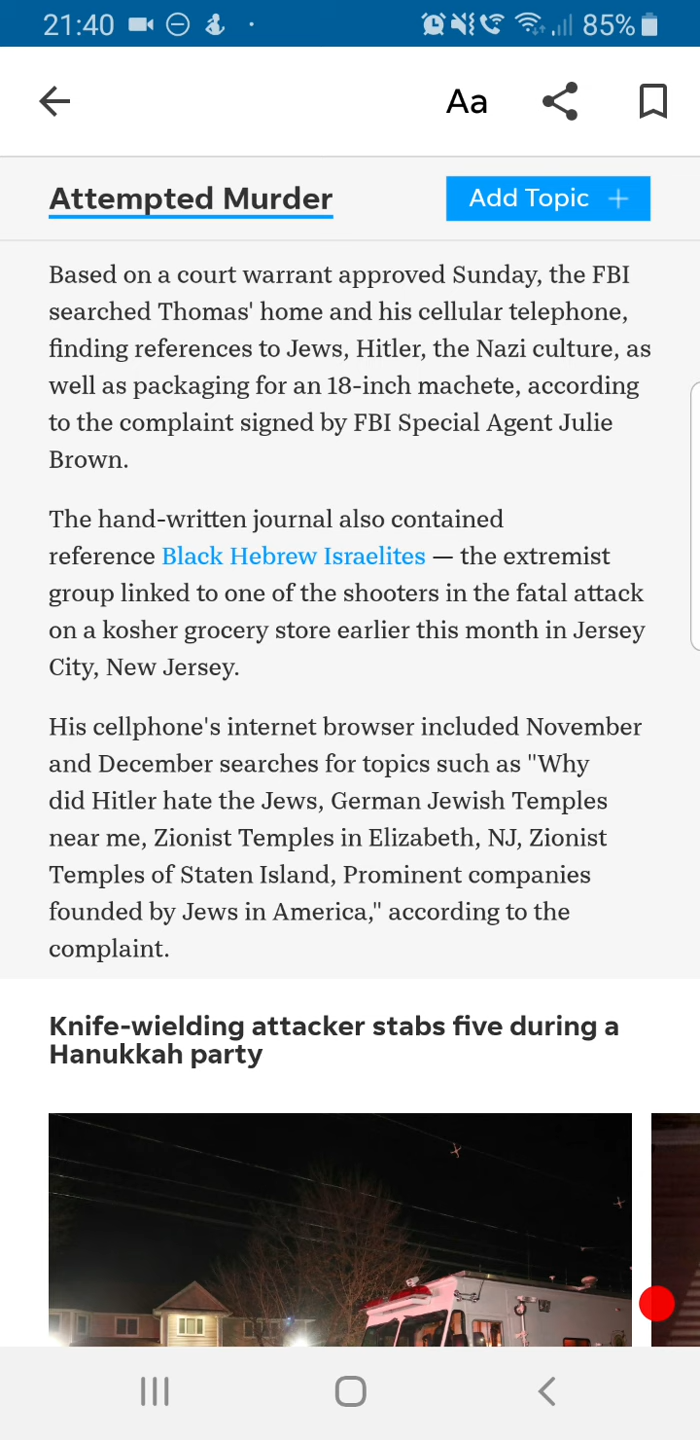 21:40
85%
Aa
Attempted Murder
Add Topic +
Based on a court warrant approved Sunday, the FBI
searched Thomas' home and his cellular telephone,
finding references to Jews, Hitler, the Nazi culture, as
well as packaging for an 18-inch machete, according
to the complaint signed by FBI Special Agent Julie
Brown.
The hand-written journal also contained
reference Black Hebrew Israelites — the extremist
group linked to one of the shooters in the fatal attack
on a kosher grocery store earlier this month in Jersey
City, New Jersey.
His cellphone's internet browser included November
and December searches for topics such as "Why
did Hitler hate the Jews, German Jewish Temples
near me, Zionist Temples in Elizabeth, NJ, Zionist
Temples of Staten Island, Prominent companies
founded by Jews in America," according to the
complaint.
Knife-wielding attacker stabs five during a
Hanukkah party